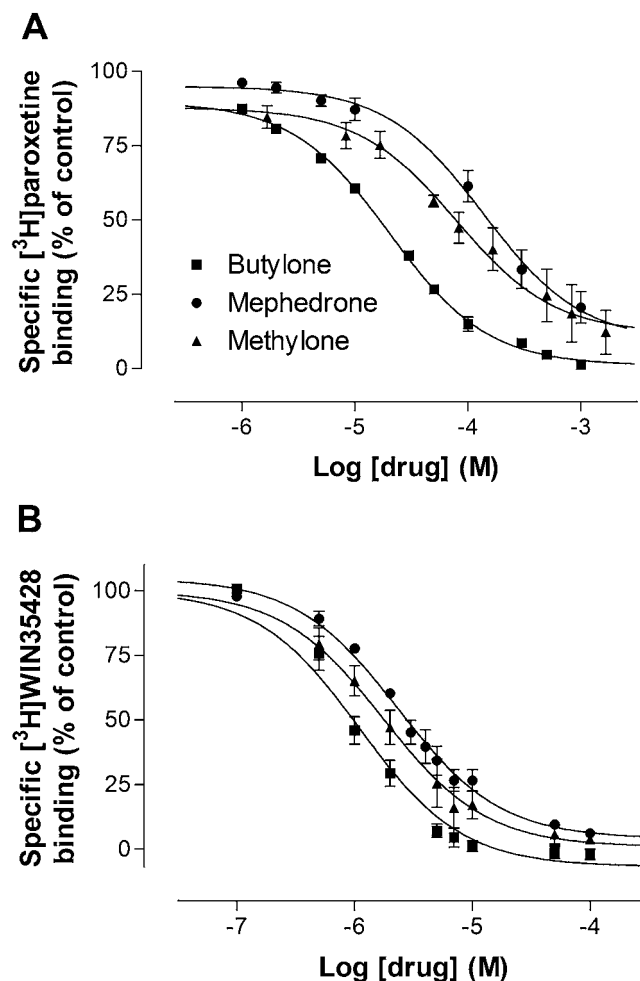 A
Specific [³H]paroxetine
binding (% of control)
100
75
50
25
0
Butylone
Mephedrone
Methylone
-6
-5
-4
-3
Log [drug] (M)
B
Specific [³H]WIN35428
binding (% of control)
100
75
50
25
0
-7
-6
-5
-4
Log [drug] (M)